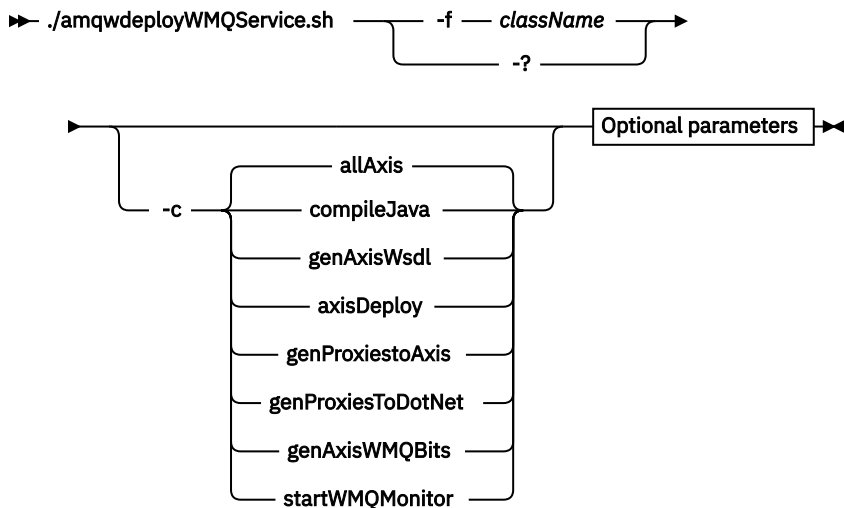 ./amqwdeployWMQService.sh -f className
-?
Optional parameters
allAxis
-c compileJava
genAxisWsdl
axisDeploy
genProxiestoAxis
genProxiesToDotNet
genAxisWMQBits
startWMQMonitor